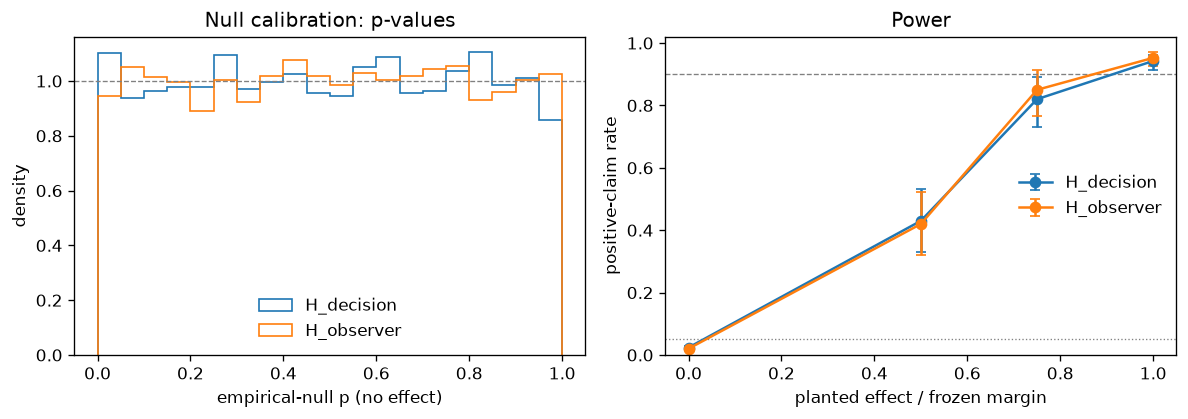 Null calibration: p-values
density
1.0
0.8
0.6
0.4
0.2
0.0
H_decision
H_observer
0.0 0.2 0.4 0.6 0.8 1.0
empirical-null p (no effect)
Power
positive-claim rate
1.0
0.8
0.6
0.4
0.2
0.0
H_decision
H_observer
0.0 0.2 0.4 0.6 0.8 1.0
planted effect / frozen margin